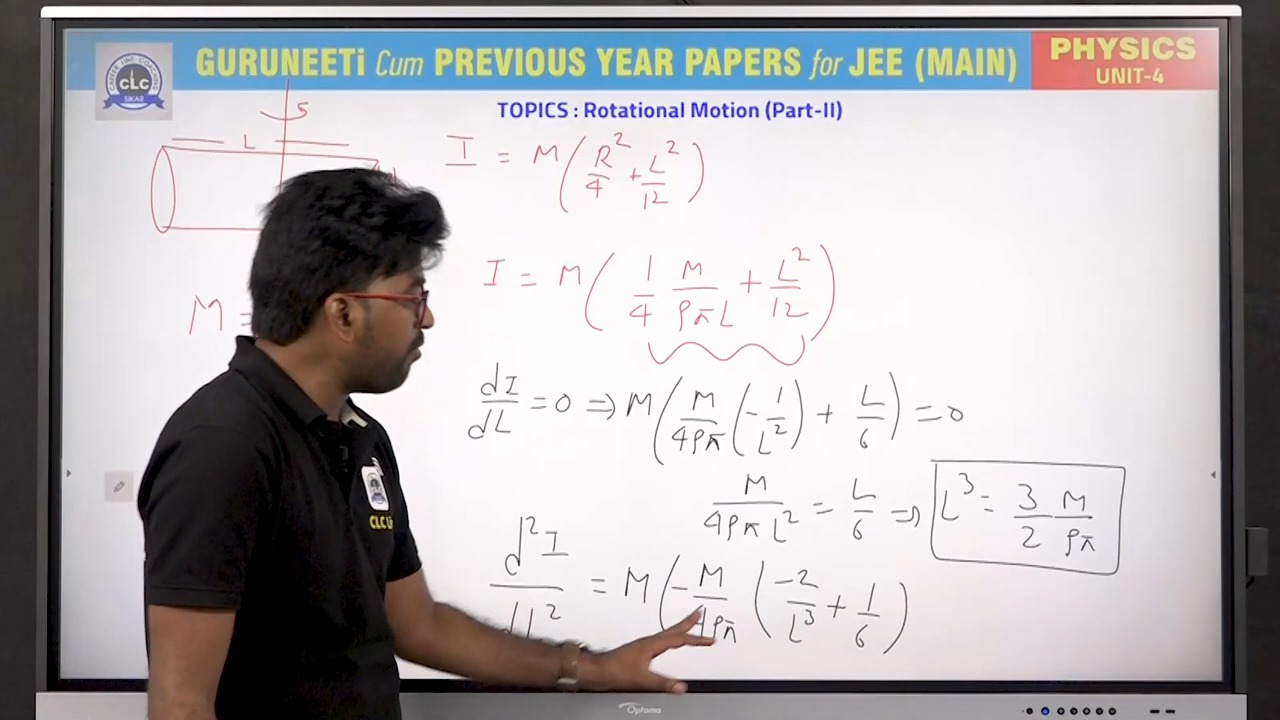 GURUNEETi Cum PREVIOUS YEAR PAPERS for JEE (MAIN)
PHYSICS
UNIT-4
CLC
SIKAR
TOPICS : Rotational Motion (Part-II)
L
I = M(R²/4 + L²/12)
I = M(1/4 M/ρπL + L²/12)
M =
dI/dL = 0 ⇒ M(M/4ρπ(-1/L²) + L/6) = 0
M/4ρπL² = L/6 ⇒ L³ = 3/2 M/ρπ
d²I/dL² = M(-M/4ρπ(-2/L³ + 1/6)
CLC
Optoma